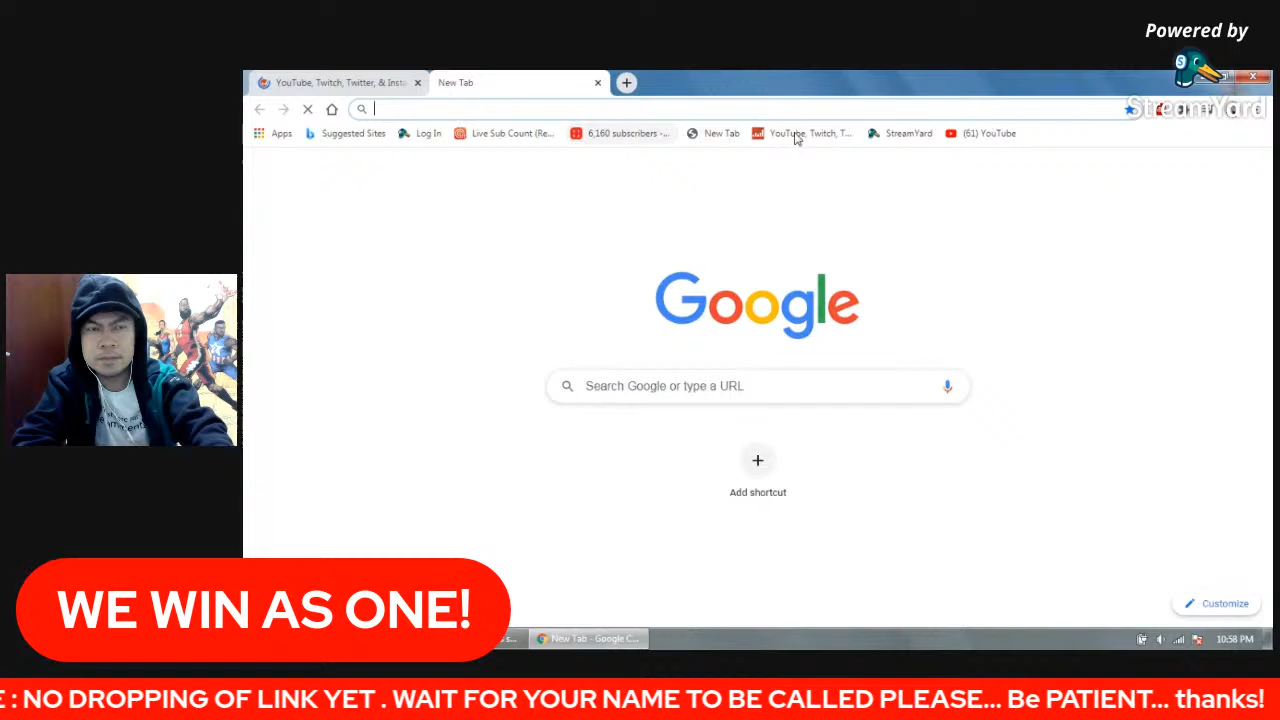 Powered by
StreamYard
YouTube, Twitch, Twitter, & Insta
New Tab
Apps
Suggested Sites
Log In
Live Sub Count (Re...
6,160 subscribers -...
New Tab
YouTube, Twitch, T...
StreamYard
(61) YouTube
Google
Search Google or type a URL
Add shortcut
Customize
WE WIN AS ONE!
New Tab - Google C...
10:58 PM
E : NO DROPPING OF LINK YET . WAIT FOR YOUR NAME TO BE CALLED PLEASE... Be PATIENT... thanks!